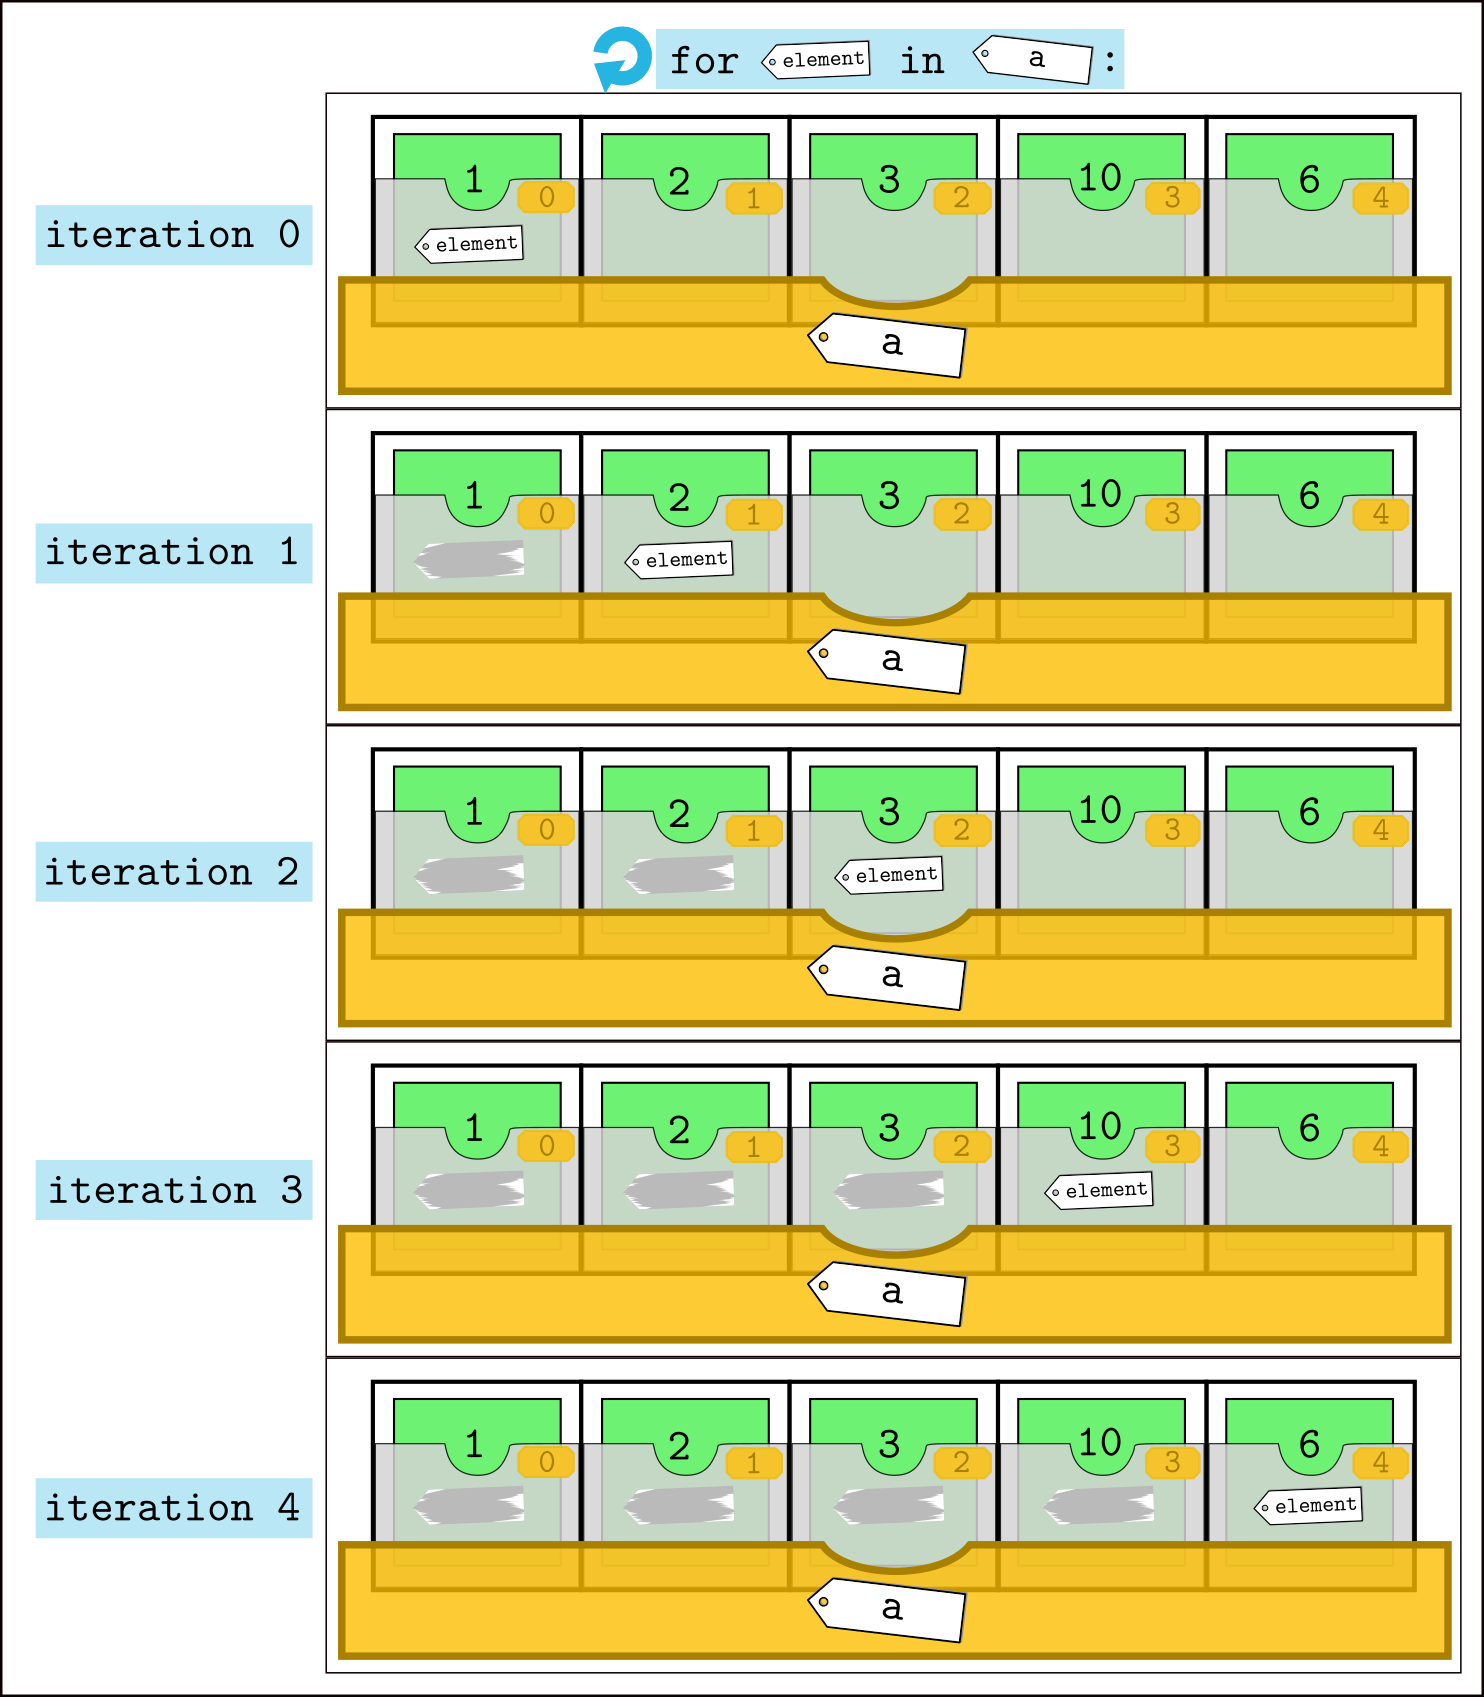 for element in a :
1 2 3 10 6
0 1 2 3 4
iteration 0
element
a
1 2 3 10 6
0 1 2 3 4
iteration 1
element
a
1 2 3 10 6
0 1 2 3 4
iteration 2
element
a
1 2 3 10 6
0 1 2 3 4
iteration 3
element
a
1 2 3 10 6
0 1 2 3 4
iteration 4
element
a